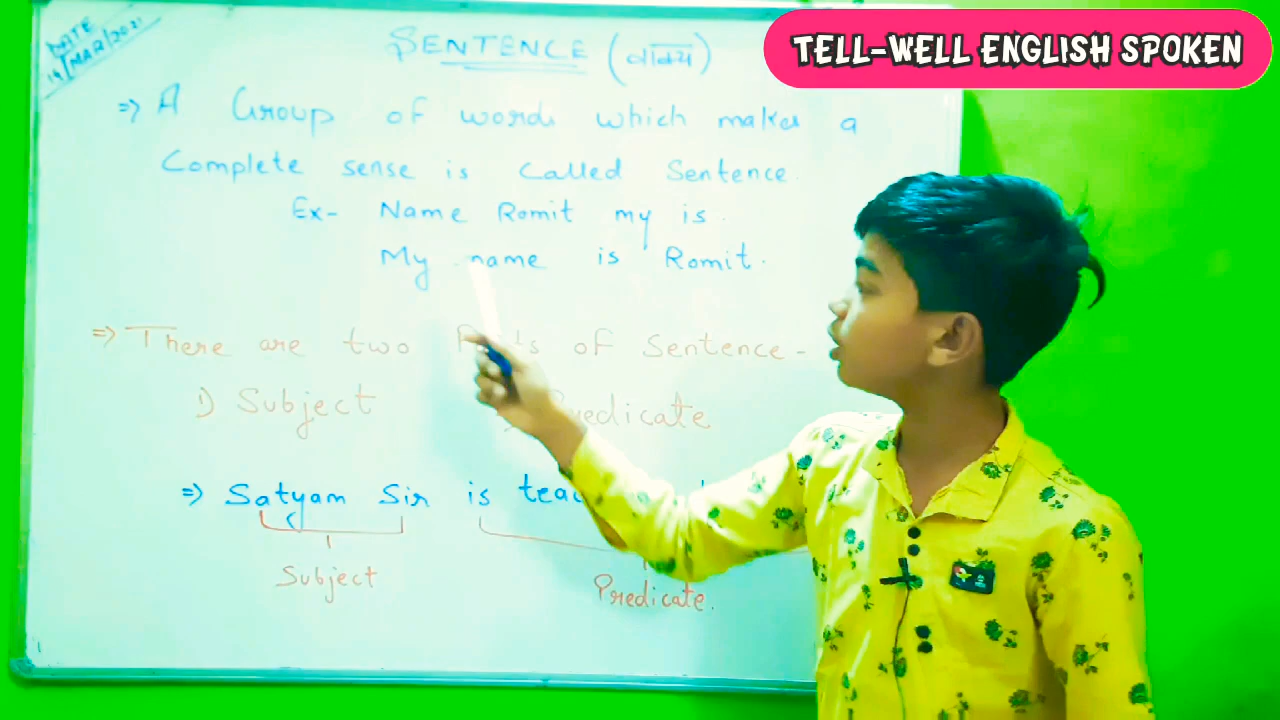 TELL-WELL ENGLISH SPOKEN
DATE
19/MAR/2021
SENTENCE (वाक्य)
⇒ A Group of words which makes a
Complete sense is Called Sentence.
Ex- Name Romit my is.
My name is Romit.
⇒ There are two Parts of Sentence-
1) Subject Predicate
⇒ Satyam Sir is
Subject
Predicate.